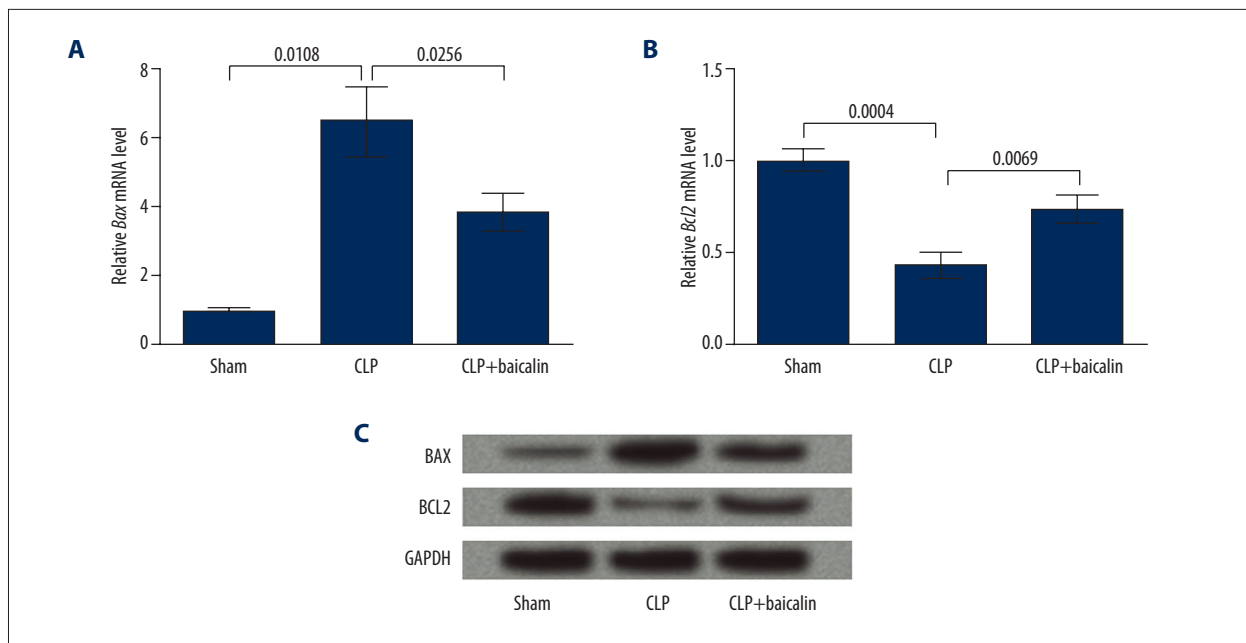 A
0.0108
0.0256
8
6
4
2
0
Relative Bax mRNA level
Sham
CLP
CLP+baicalin
B
0.0004
0.0069
1.5
1.0
0.5
0.0
Relative Bcl2 mRNA level
Sham
CLP
CLP+baicalin
C
BAX
BCL2
GAPDH
Sham
CLP
CLP+baicalin